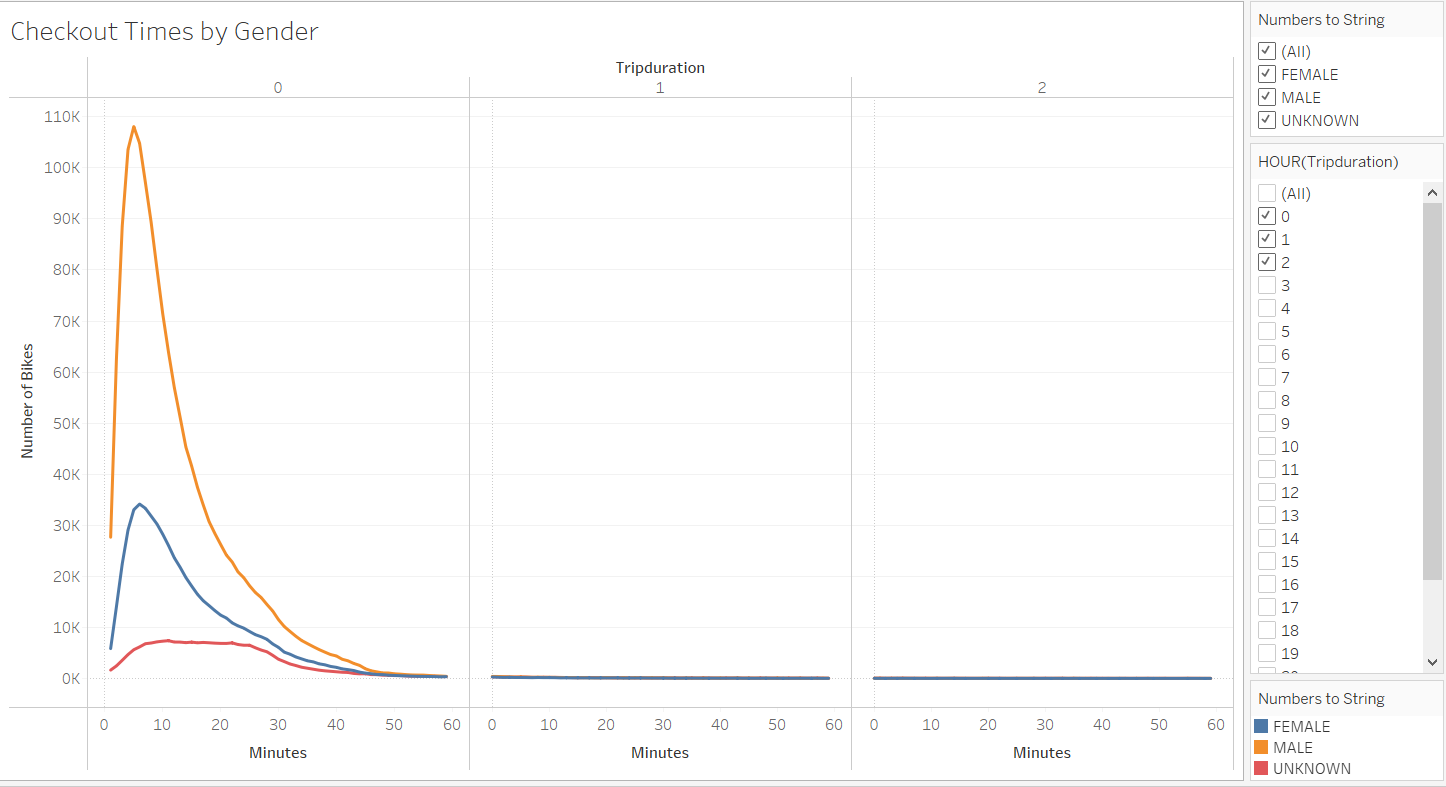 Checkout Times by Gender
Tripduration
0 1 2
110K
100K
90K
80K
70K
60K
50K
40K
30K
20K
10K
0K
Number of Bikes
0 10 20 30 40 50 60 0 10 20 30 40 50 60 0 10 20 30 40 50 60
Minutes Minutes Minutes
Numbers to String
(All)
FEMALE
MALE
UNKNOWN
HOUR(Tripduration)
(All)
0
1
2
3
4
5
6
7
8
9
10
11
12
13
14
15
16
17
18
19
Numbers to String
FEMALE
MALE
UNKNOWN